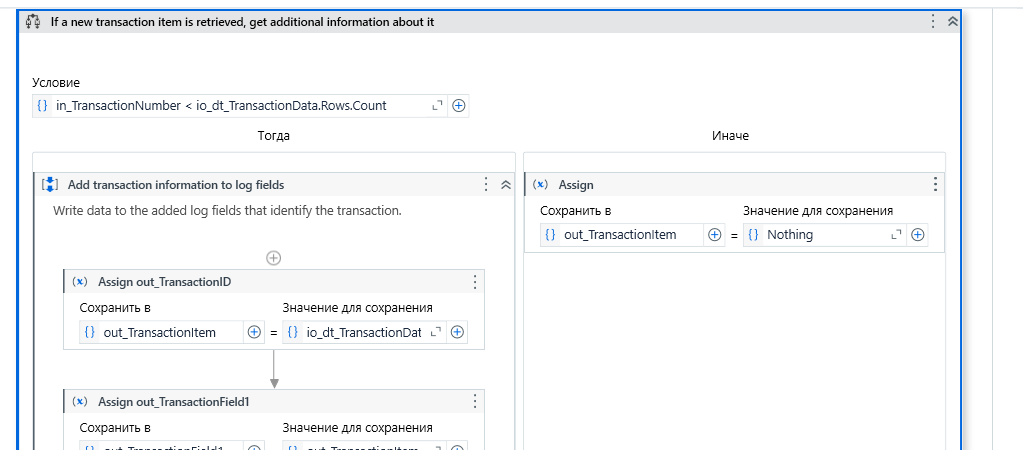 If a new transaction item is retrieved, get additional information about it
Условие
{} in_TransactionNumber < io_dt_TransactionData.Rows.Count
Тогда
Иначе
Add transaction information to log fields
Write data to the added log fields that identify the transaction.
(x) Assign
Сохранить в
Значение для сохранения
{} out_TransactionItem = {} Nothing
(x) Assign out_TransactionID
Сохранить в
Значение для сохранения
{} out_TransactionItem = {} io_dt_TransactionDat
(x) Assign out_TransactionField1
Сохранить в
Значение для сохранения